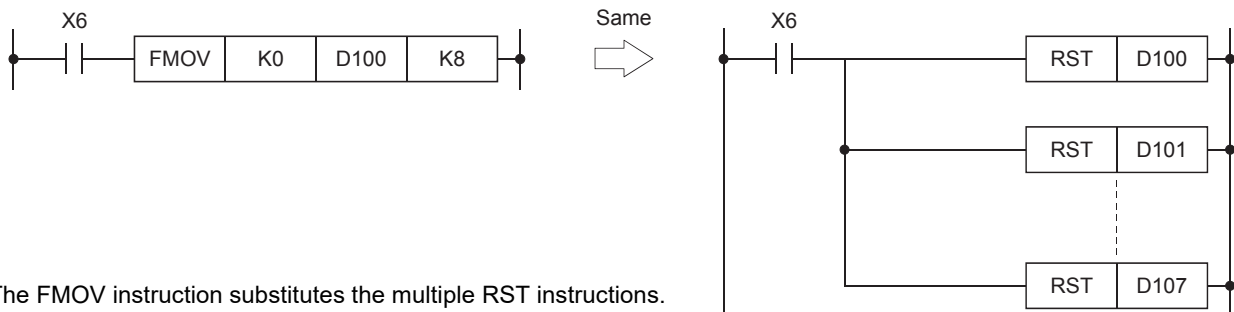 X6
FMOV K0 D100 K8
Same
X6
RST D100
RST D101
RST D107
he FMOV instruction substitutes the multiple RST instructions.